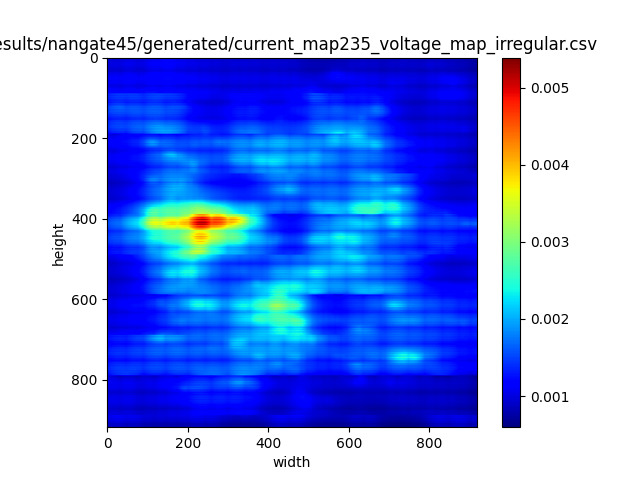 esults/nangate45/generated/current_map235_voltage_map_irregular.csv
0
200
400
600
800
height
0 200 400 600 800
width
0.005
0.004
0.003
0.002
0.001